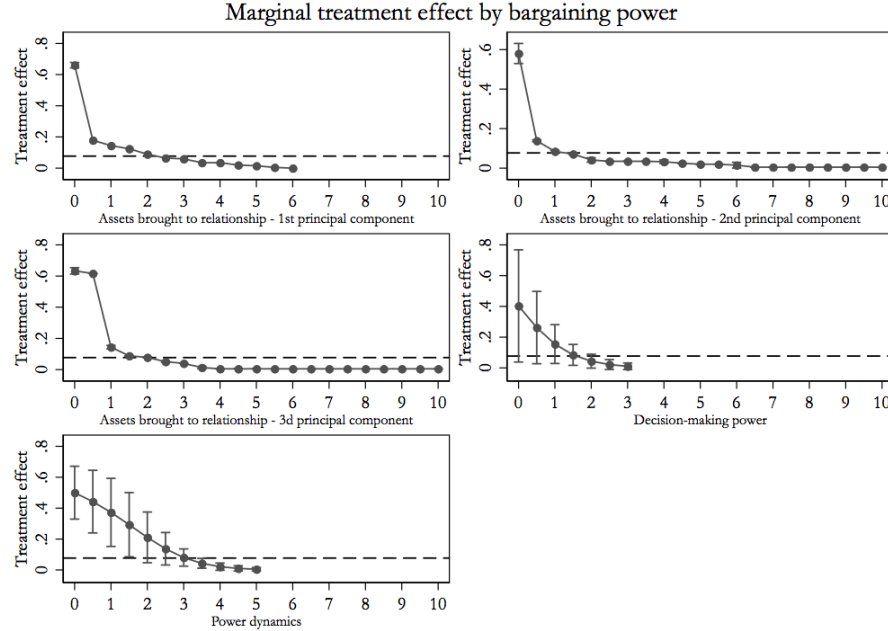 Marginal treatment effect by bargaining power
Treatment effect
.8
.6
.4
.2
0
0 1 2 3 4 5 6 7 8 9 10
Assets brought to relationship - 1st principal component
Treatment effect
.6
.4
.2
0
0 1 2 3 4 5 6 7 8 9 10
Assets brought to relationship - 2nd principal component
Treatment effect
.8
.6
.4
.2
0
0 1 2 3 4 5 6 7 8 9 10
Assets brought to relationship - 3d principal component
Treatment effect
.8
.6
.4
.2
0
0 1 2 3 4 5 6 7 8 9 10
Decision-making power
Treatment effect
.8
.6
.4
.2
0
0 1 2 3 4 5 6 7 8 9 10
Power dynamics